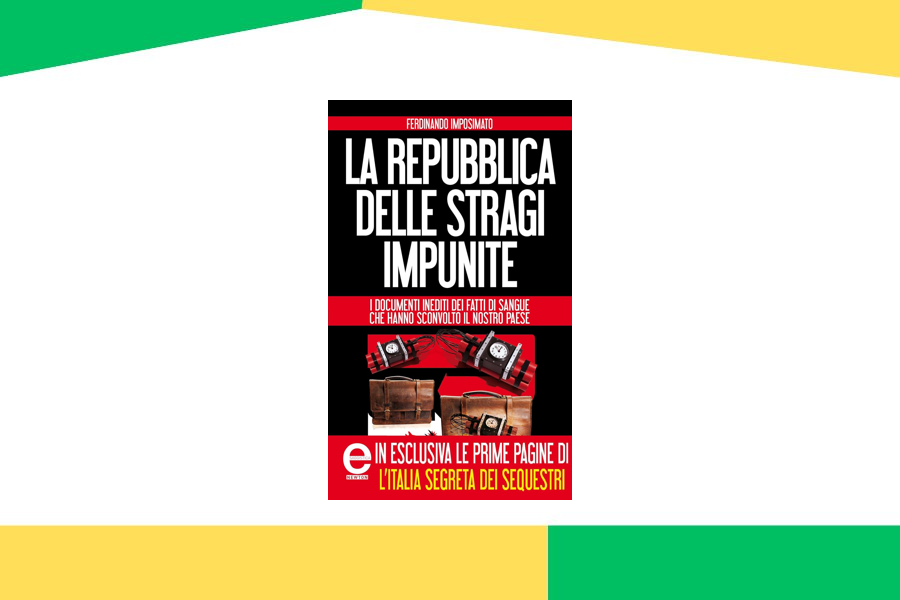 FERDINANDO IMPOSIMATO
LA REPUBBLICA
DELLE STRAGI
IMPUNITE
I DOCUMENTI INEDITI DEI FATTI DI SANGUE
CHE HANNO SCONVOLTO IL NOSTRO PAESE
e
NEWTON
IN ESCLUSIVA LE PRIME PAGINE DI
L'ITALIA SEGRETA DEI SEQUESTRI